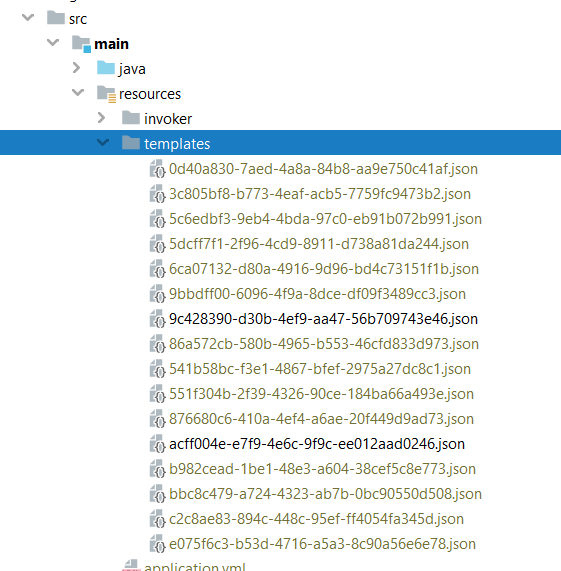 src
main
java
resources
invoker
templates
0d40a830-7aed-4a8a-84b8-aa9e750c41af.json
3c805bf8-b773-4eaf-acb5-7759fc9473b2.json
5c6edbf3-9eb4-4bda-97c0-eb91b072b991.json
5dcff7f1-2f96-4cd9-8911-d738a81da244.json
6ca07132-d80a-4916-9d96-bd4c73151f1b.json
9bbdff00-6096-4f9a-8dce-df09f3489cc3.json
9c428390-d30b-4ef9-aa47-56b709743e46.json
86a572cb-580b-4965-b553-46cfd833d973.json
541b58bc-f3e1-4867-bfef-2975a27dc8c1.json
551f304b-2f39-4326-90ce-184ba66a493e.json
876680c6-410a-4ef4-a6ae-20f449d9ad73.json
acff004e-e7f9-4e6c-9f9c-ee012aad0246.json
b982cead-1be1-48e3-a604-38cef5c8e773.json
bbc8c479-a724-4323-ab7b-0bc90550d508.json
c2c8ae83-894c-448c-95ef-ff4054fa345d.json
e075f6c3-b53d-4716-a5a3-8c90a56e6e78.json
application.yml